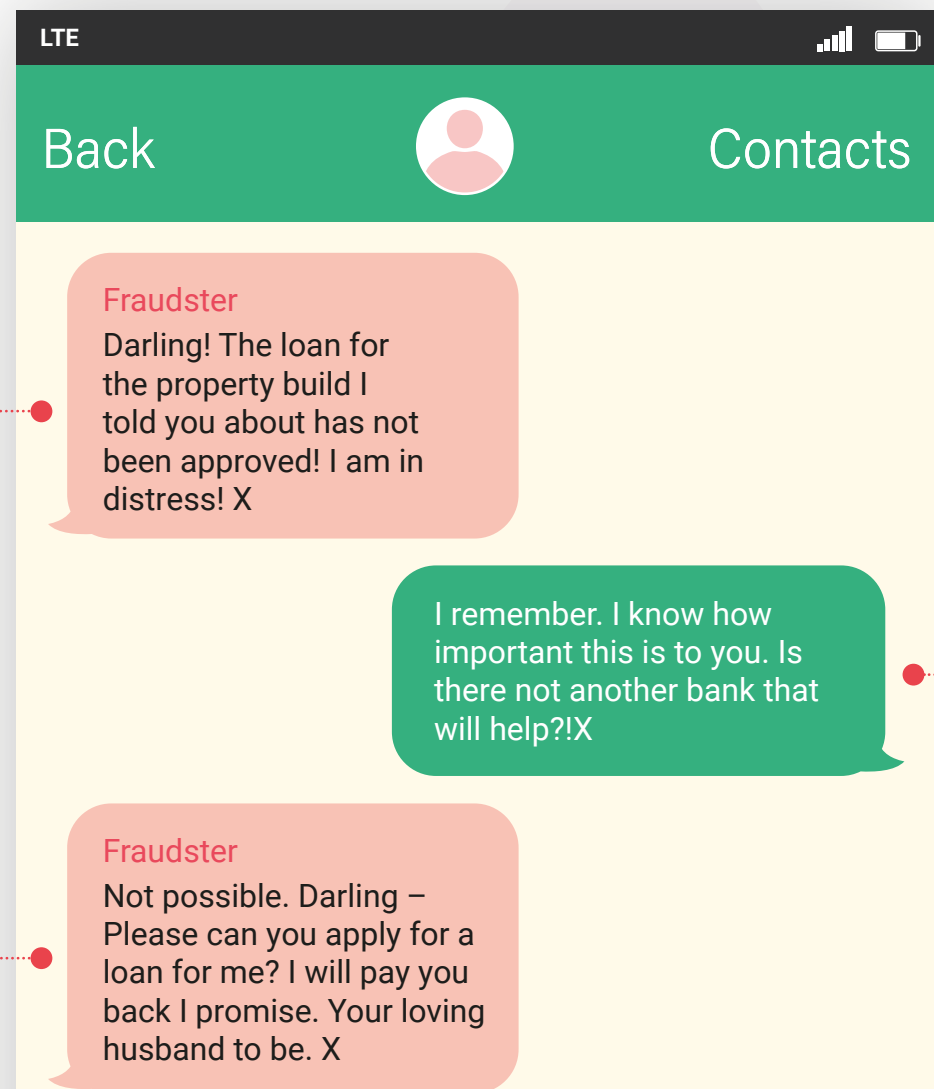 LTE
Back
Contacts
Fraudster
Darling! The loan for
the property build I
told you about has not
been approved! I am in
distress! X
I remember. I know how
important this is to you. Is
there not another bank that
will help?!X
Fraudster
Not possible. Darling –
Please can you apply for a
loan for me? I will pay you
back I promise. Your loving
husband to be. X